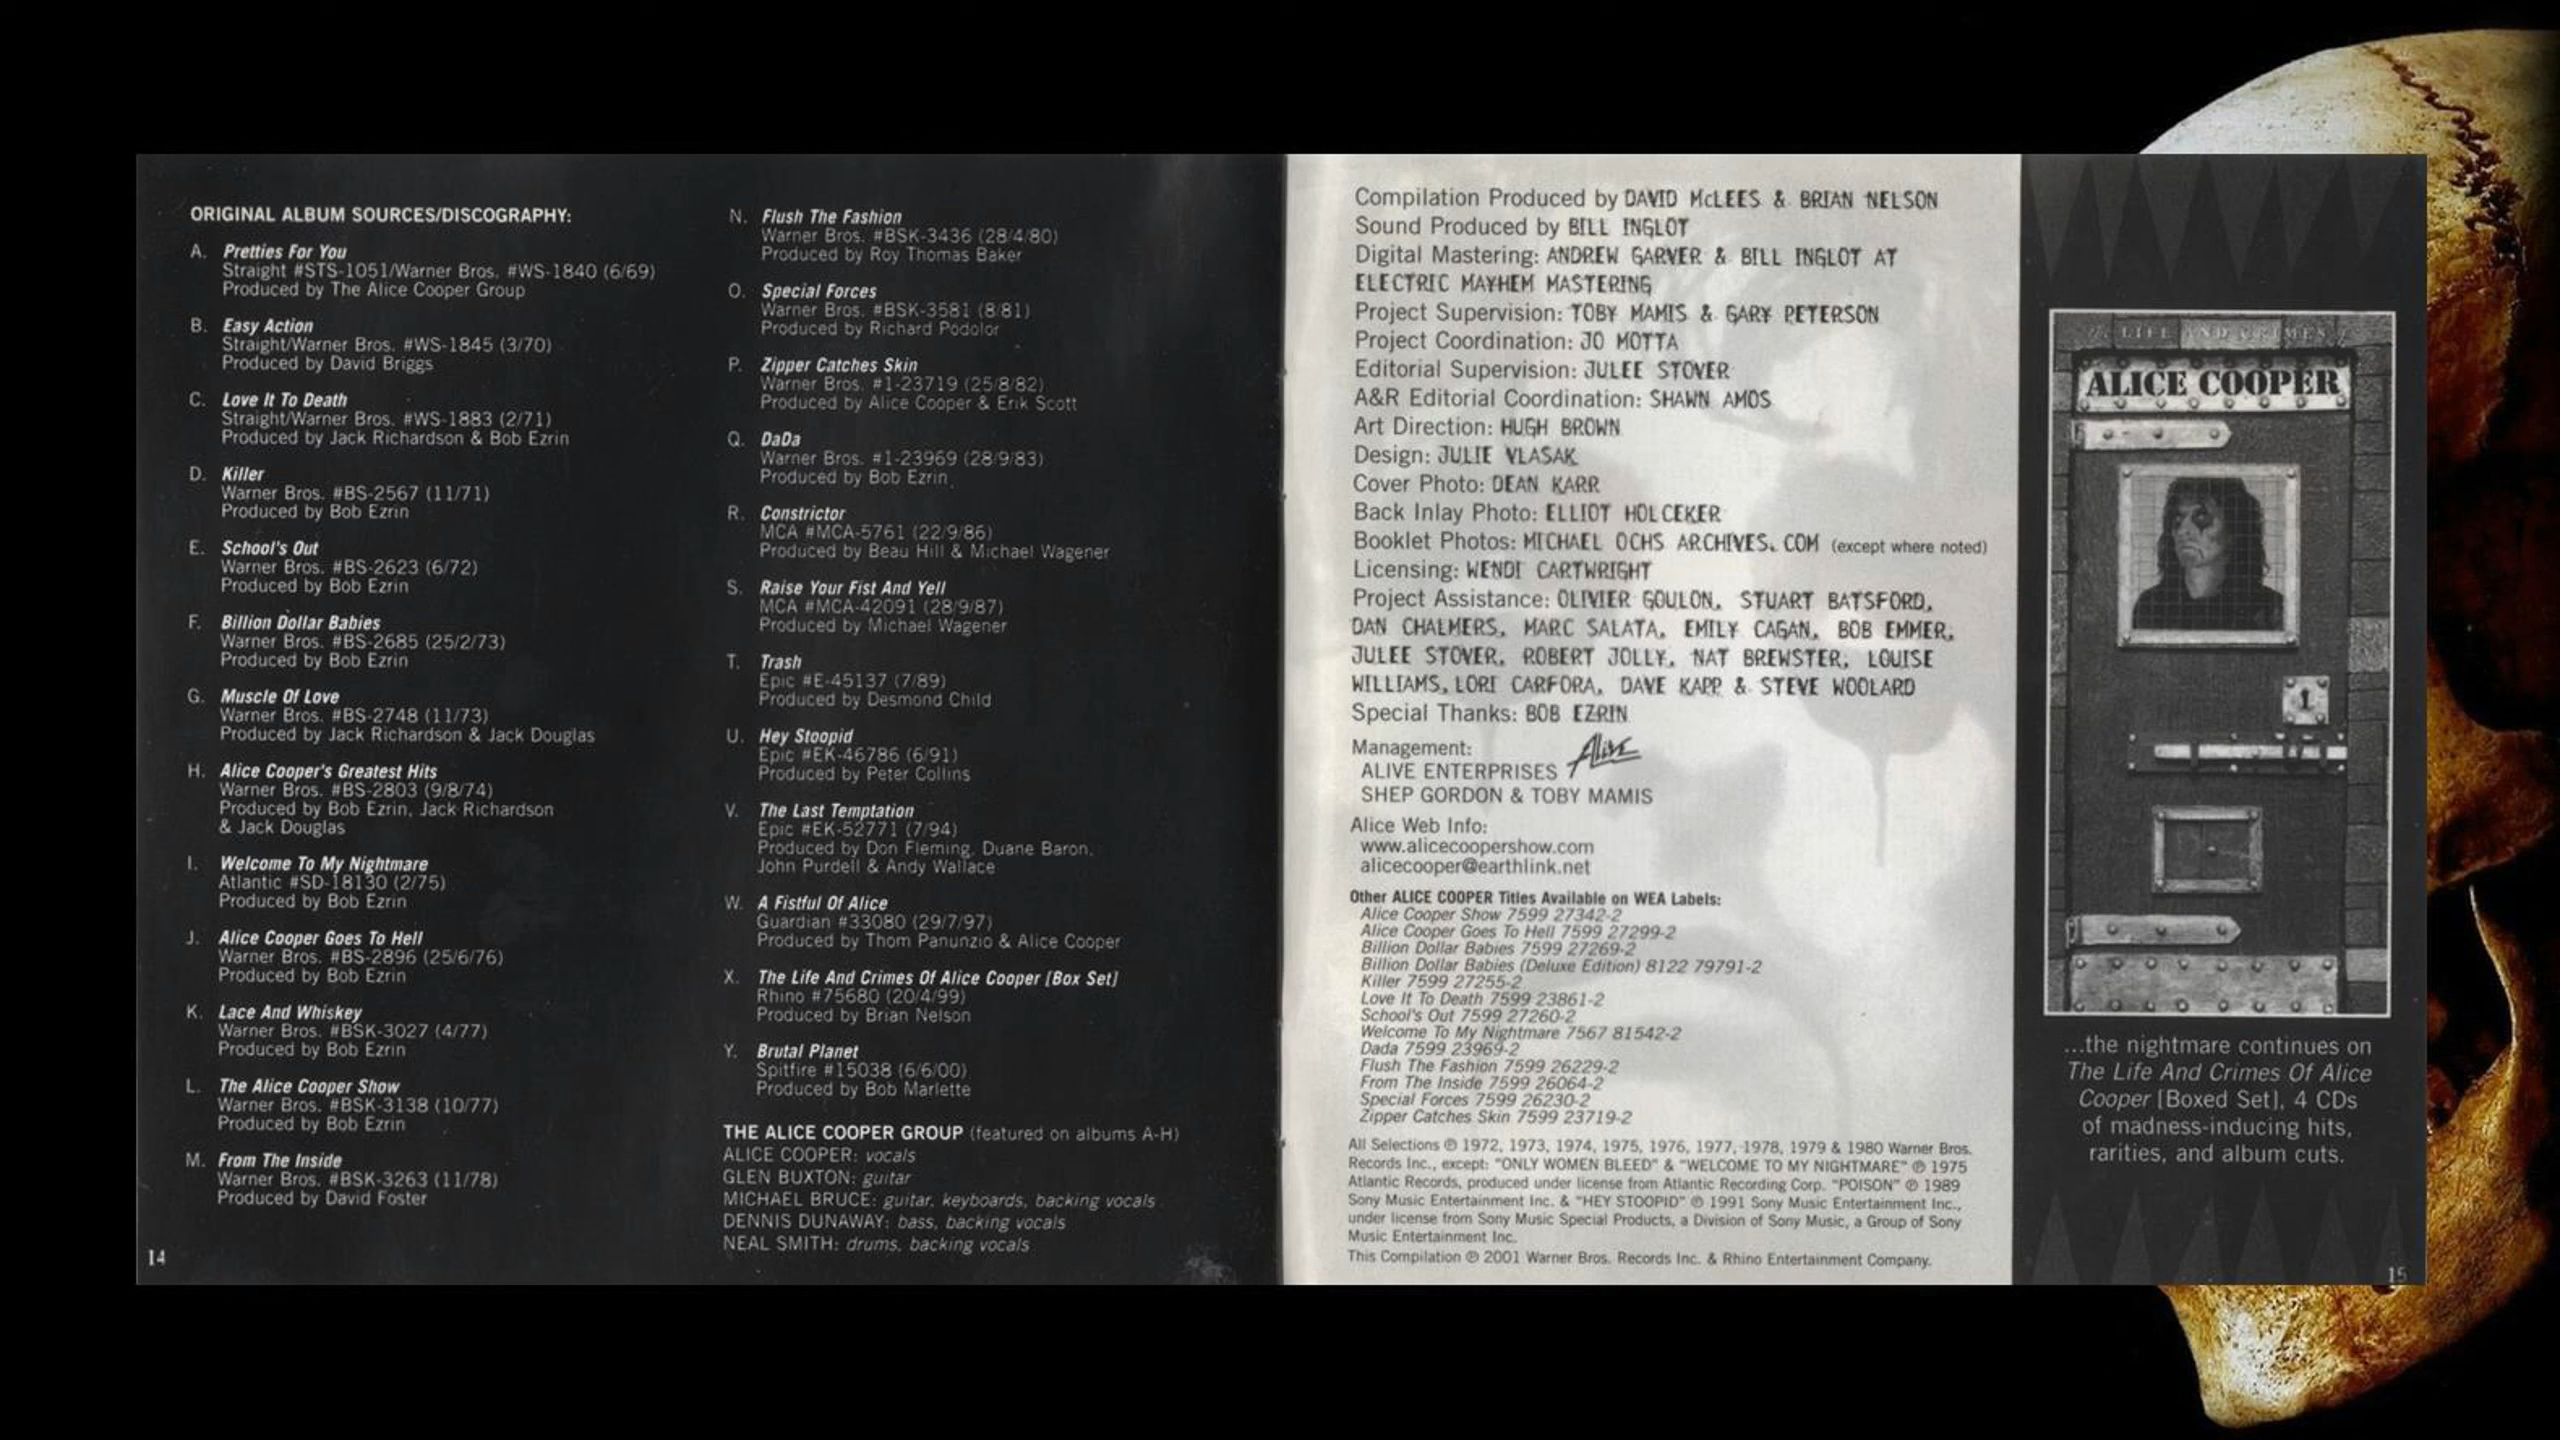 ORIGINAL ALBUM SOURCES/DISCOGRAPHY:
A. Pretties For You
Straight #STS-1051/Warner Bros. #WS-1840 (6/69)
Produced by The Alice Cooper Group
B. Easy Action
Straight/Warner Bros. #WS-1845 (3/70)
Produced by David Briggs
C. Love It To Death
Straight/Warner Bros. #WS-1883 (2/71)
Produced by Jack Richardson & Bob Ezrin
D. Killer
Warner Bros. #BS-2567 (11/71)
Produced by Bob Ezrin
E. School's Out
Warner Bros. #BS-2623 (6/72)
Produced by Bob Ezrin
F. Billion Dollar Babies
Warner Bros. #BS-2685 (25/2/73)
Produced by Bob Ezrin
G. Muscle Of Love
Warner Bros. #BS-2748 (11/73)
Produced by Jack Richardson & Jack Douglas
H. Alice Cooper's Greatest Hits
Warner Bros. #BS-2803 (9/8/74)
Produced by Bob Ezrin, Jack Richardson
& Jack Douglas
I. Welcome To My Nightmare
Atlantic #SD-18130 (2/75)
Produced by Bob Ezrin
J. Alice Cooper Goes To Hell
Warner Bros. #BS-2896 (25/6/76)
Produced by Bob Ezrin
K. Lace And Whiskey
Warner Bros. #BSK-3027 (4/77)
Produced by Bob Ezrin
L. The Alice Cooper Show
Warner Bros. #BSK-3138 (10/77)
Produced by Bob Ezrin
M. From The Inside
Warner Bros. #BSK-3263 (11/78)
Produced by David Foster
14
N. Flush The Fashion
Warner Bros. #BSK-3436 (28/4/80)
Produced by Roy Thomas Baker
O. Special Forces
Warner Bros. #BSK-3581 (8/81)
Produced by Richard Podolor
P. Zipper Catches Skin
Warner Bros. #1-23719 (25/8/82)
Produced by Alice Cooper & Erik Scott
Q. DaDa
Warner Bros. #1-23969 (28/9/83)
Produced by Bob Ezrin
R. Constrictor
MCA #MCA-5761 (22/9/86)
Produced by Beau Hill & Michael Wagener
S. Raise Your Fist And Yell
MCA #MCA-42091 (28/9/87)
Produced by Michael Wagener
T. Trash
Epic #E-45137 (7/89)
Produced by Desmond Child
U. Hey Stoopid
Epic #EK-46786 (6/91)
Produced by Peter Collins
V. The Last Temptation
Epic #EK-52771 (7/94)
Produced by Don Fleming, Duane Baron,
John Purdell & Andy Wallace
W. A Fistful Of Alice
Guardian #33080 (29/7/97)
Produced by Thom Panunzio & Alice Cooper
X. The Life And Crimes Of Alice Cooper [Box Set]
Rhino #75680 (20/4/99)
Produced by Brian Nelson
Y. Brutal Planet
Spitfire #15038 (6/6/00)
Produced by Bob Marlette
THE ALICE COOPER GROUP (featured on albums A-H)
ALICE COOPER: vocals
GLEN BUXTON: guitar
MICHAEL BRUCE: guitar, keyboards, backing vocals
DENNIS DUNAWAY: bass, backing vocals
NEAL SMITH: drums, backing vocals
Compilation Produced by DAVID McLEES & BRIAN NELSON
Sound Produced by BILL INGLOT
Digital Mastering: ANDREW GARVER & BILL INGLOT AT
ELECTRIC MAYHEM MASTERING
Project Supervision: TOBY MAMIS & GARY PETERSON
Project Coordination: JO MOTTA
Editorial Supervision: JULEE STOVER
A&R Editorial Coordination: SHAWN AMOS
Art Direction: HUGH BROWN
Design: JULIE VLASAK
Cover Photo: DEAN KARR
Back Inlay Photo: ELLIOT HOLCEKER
Booklet Photos: MICHAEL OCHS ARCHIVES.COM (except where noted)
Licensing: WENDI CARTWRIGHT
Project Assistance: OLIVIER GOULON, STUART BATSFORD,
DAN CHALMERS, MARC SALATA, EMILY CAGAN, BOB EMMER,
JULEE STOVER, ROBERT JOLLY, NAT BREWSTER, LOUISE
WILLIAMS, LORI CARFORA, DAVE KAPP & STEVE WOOLARD
Special Thanks: BOB EZRIN
Management:
ALIVE ENTERPRISES Alive
SHEP GORDON & TOBY MAMIS
Alice Web Info:
www.alicecoopershow.com
alicecooper@earthlink.net
Other ALICE COOPER Titles Available on WEA Labels:
Alice Cooper Show 7599 27342-2
Alice Cooper Goes To Hell 7599 27299-2
Billion Dollar Babies 7599 27269-2
Billion Dollar Babies (Deluxe Edition) 8122 79791-2
Killer 7599 27255-2
Love It To Death 7599 23861-2
School's Out 7599 27260-2
Welcome To My Nightmare 7567 81542-2
Dada 7599 23969-2
Flush The Fashion 7599 26229-2
From The Inside 7599 26064-2
Special Forces 7599 26230-2
Zipper Catches Skin 7599 23719-2
All Selections ℗ 1972, 1973, 1974, 1975, 1976, 1977, 1978, 1979 & 1980 Warner Bros.
Records Inc., except: "ONLY WOMEN BLEED" & "WELCOME TO MY NIGHTMARE" ℗ 1975
Atlantic Records, produced under license from Atlantic Recording Corp. "POISON" ℗ 1989
Sony Music Entertainment Inc. & "HEY STOOPID" ℗ 1991 Sony Music Entertainment Inc.,
under license from Sony Music Special Products, a Division of Sony Music, a Group of Sony
Music Entertainment Inc.
This Compilation ℗ 2001 Warner Bros. Records Inc. & Rhino Entertainment Company.
LIFE AND CRIMES
ALICE COOPER
...the nightmare continues on
The Life And Crimes Of Alice
Cooper [Boxed Set], 4 CDs
of madness-inducing hits,
rarities, and album cuts.
15